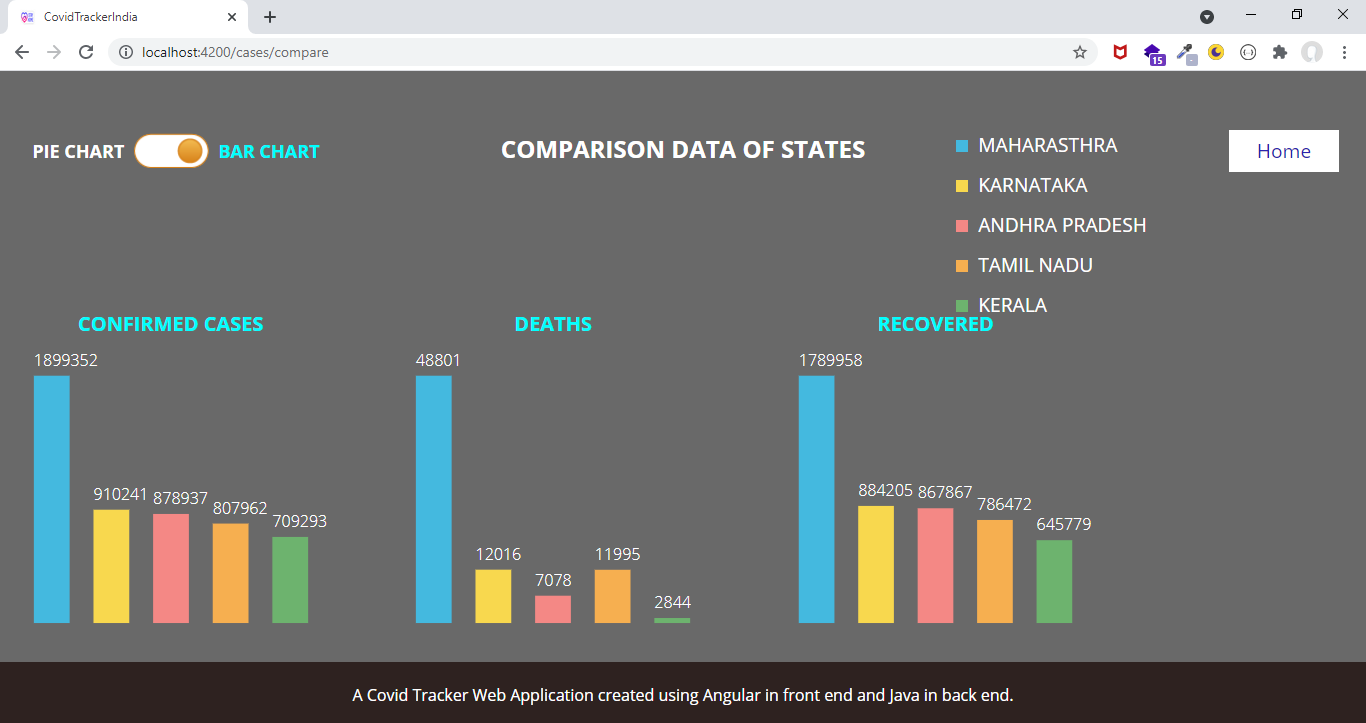 CovidTrackerIndia
localhost:4200/cases/compare
15
PIE CHART BAR CHART
COMPARISON DATA OF STATES
MAHARASTHRA
KARNATAKA
ANDHRA PRADESH
TAMIL NADU
KERALA
Home
CONFIRMED CASES
1899352
910241
878937
807962
709293
DEATHS
48801
12016
7078
11995
2844
RECOVERED
1789958
884205
867867
786472
645779
A Covid Tracker Web Application created using Angular in front end and Java in back end.